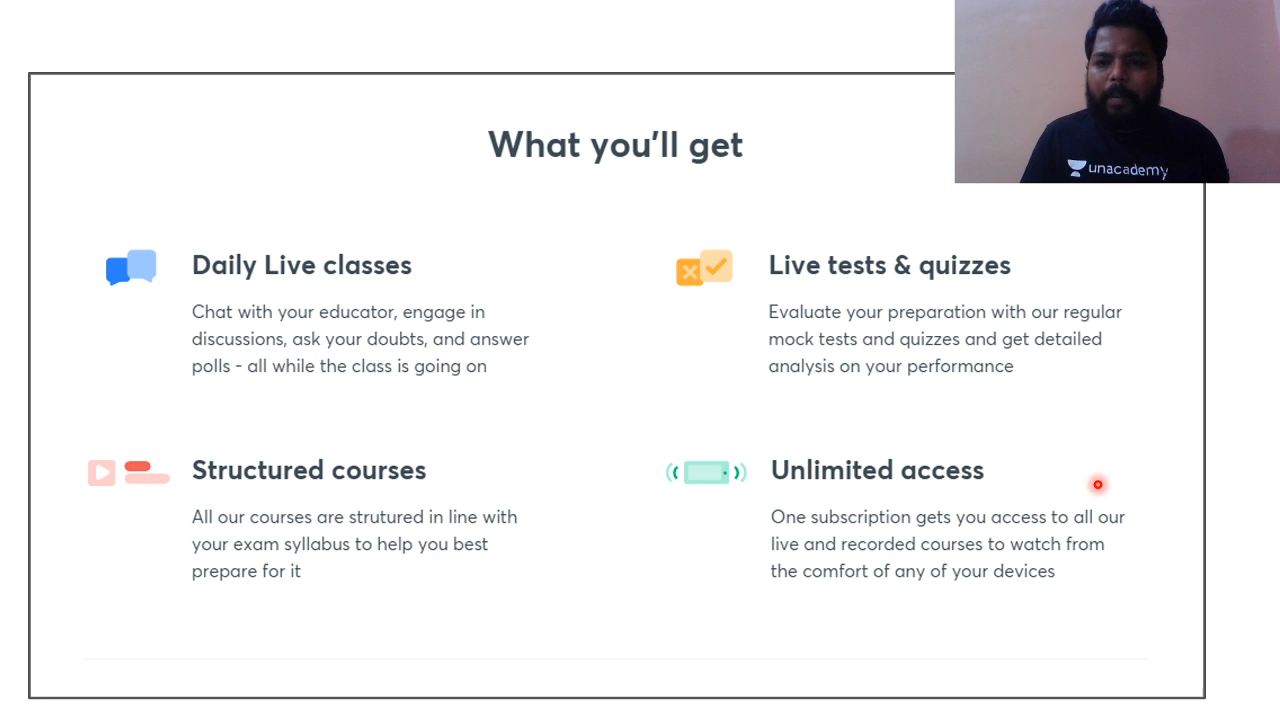 What you'll get
unacademy
Daily Live classes
Chat with your educator, engage in
discussions, ask your doubts, and answer
polls - all while the class is going on
Live tests & quizzes
Evaluate your preparation with our regular
mock tests and quizzes and get detailed
analysis on your performance
Structured courses
All our courses are strutured in line with
your exam syllabus to help you best
prepare for it
Unlimited access
One subscription gets you access to all our
live and recorded courses to watch from
the comfort of any of your devices